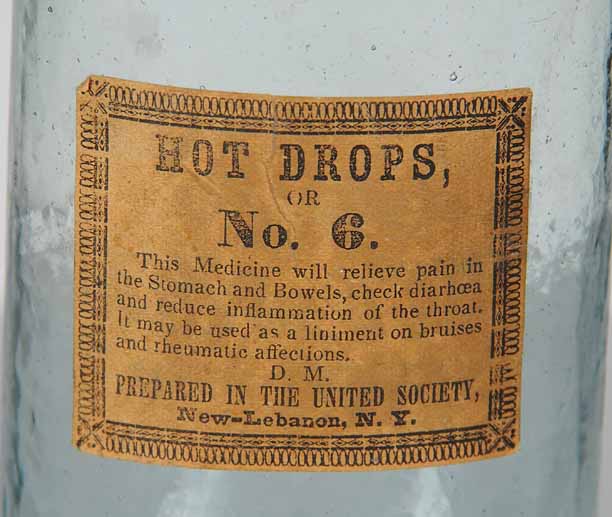 HOT DROPS,
OR
No. 6.
This Medicine will relieve pain in
the Stomach and Bowels, check diarhœa
and reduce inflammation of the throat.
It may be used as a liniment on bruises
and rheumatic affections.
D. M.
PREPARED IN THE UNITED SOCIETY,
New-Lebanon, N. Y.